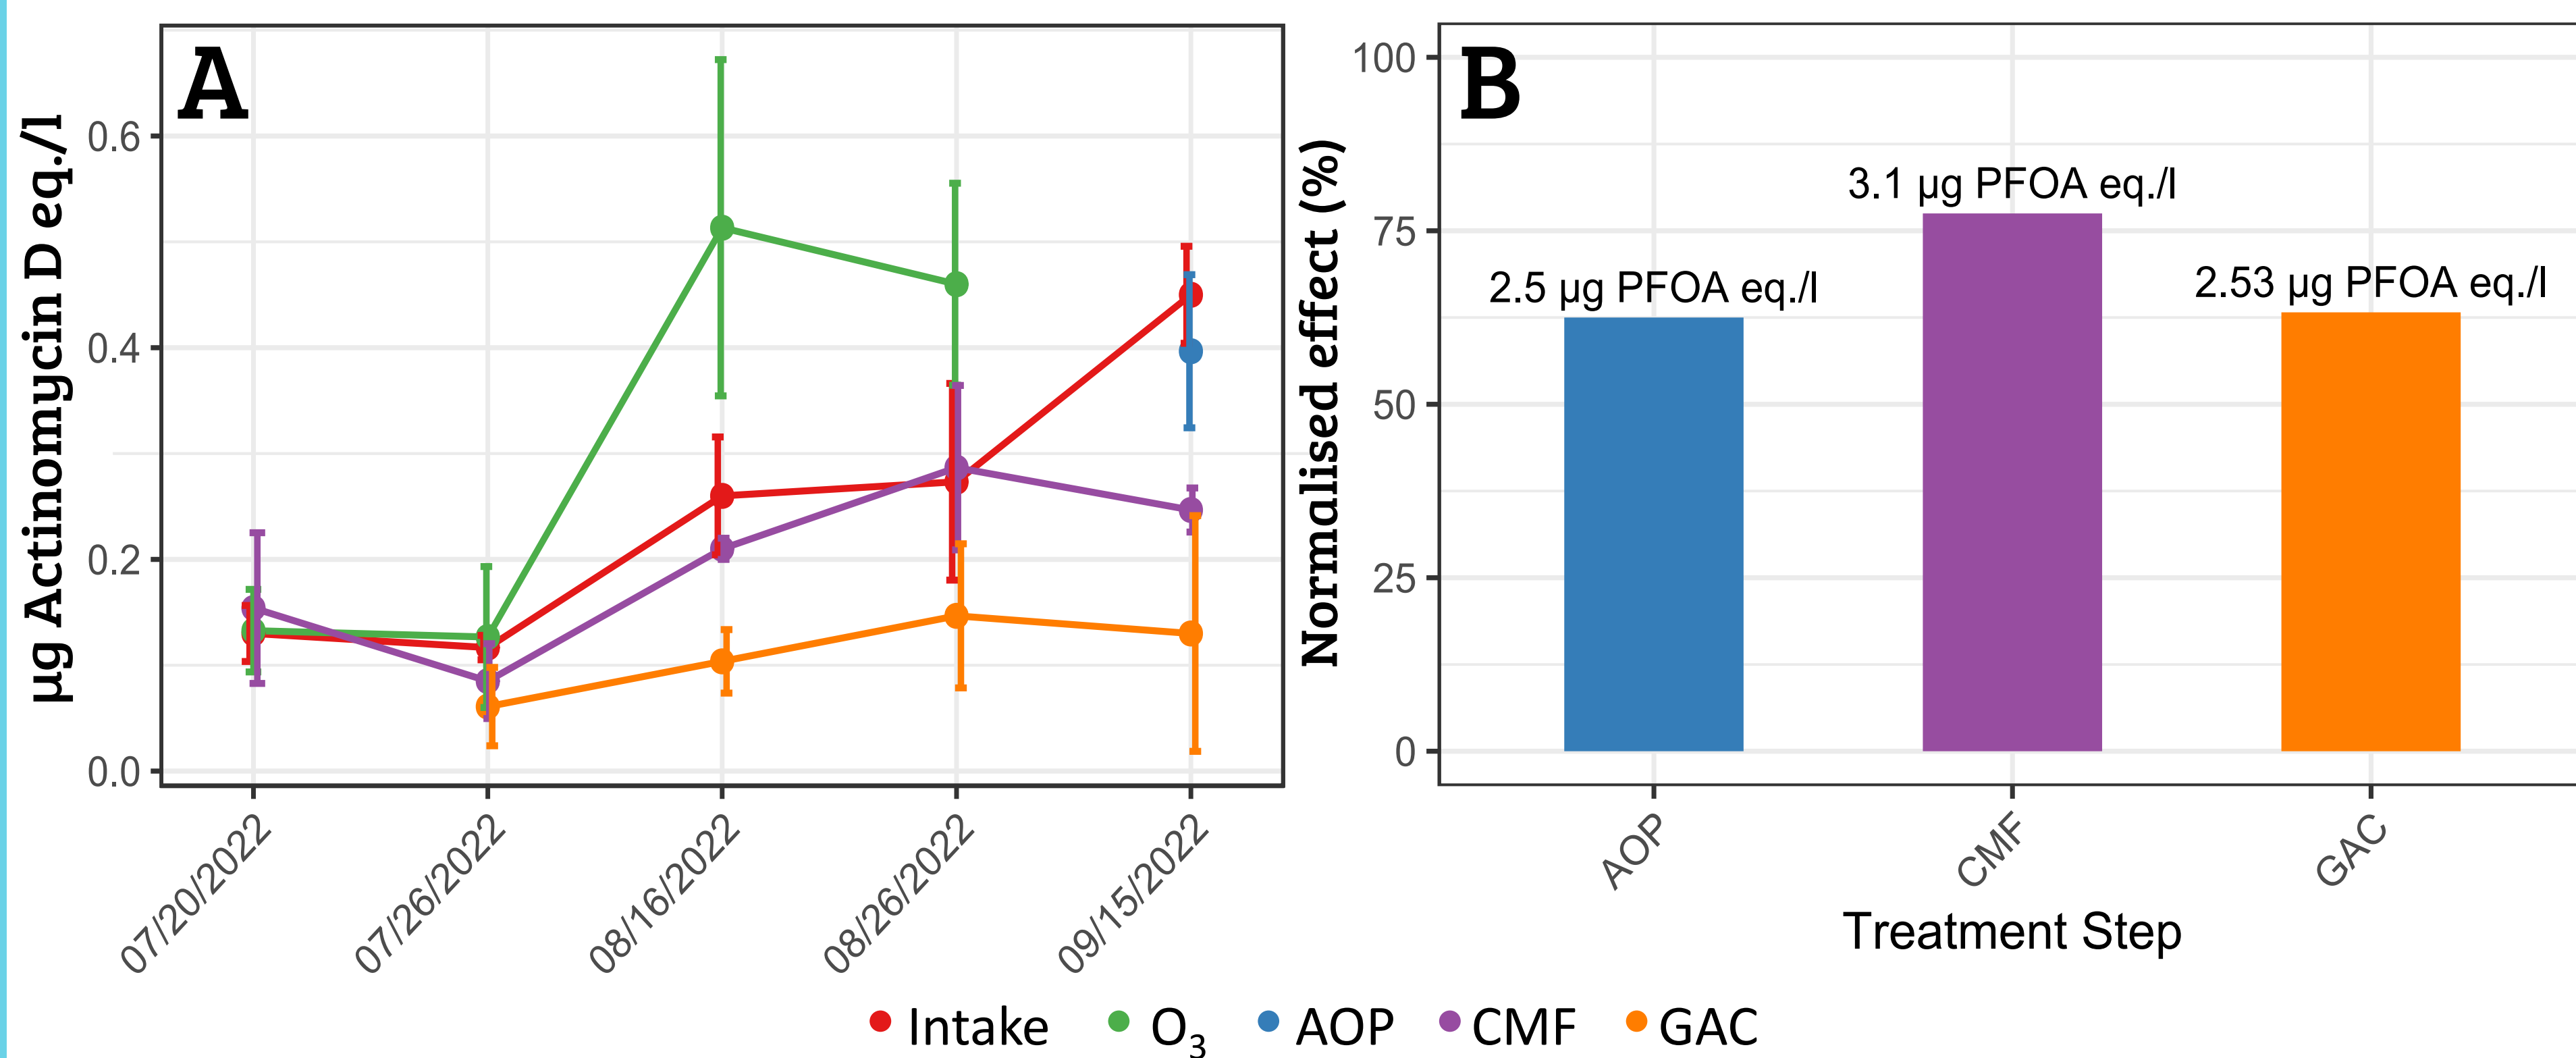 A
µg Actinomycin D eq./l
0.6
0.4
0.2
0.0
07/20/2022
07/26/2022
08/16/2022
08/26/2022
09/15/2022
B
Normalised effect (%)
100
75
50
25
0
2.5 µg PFOA eq./l
3.1 µg PFOA eq./l
2.53 µg PFOA eq./l
AOP
CMF
GAC
Treatment Step
Intake O₃ AOP CMF GAC